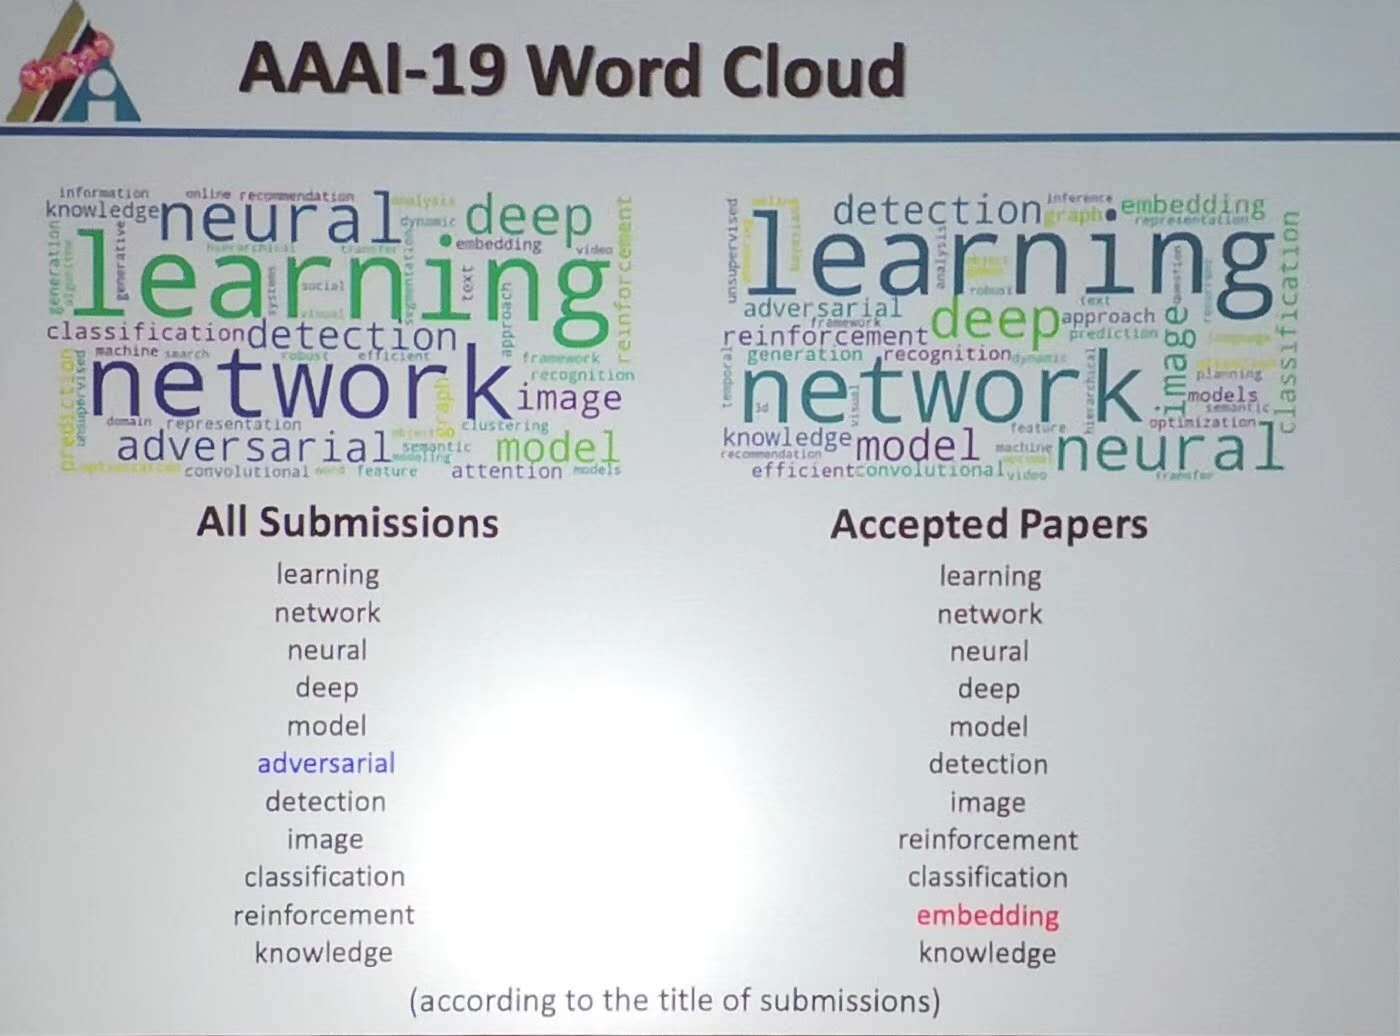 AAAI-19 Word Cloud
information online recommendation analysis
knowledge neural dynamic deep
generation algorithm generative hierarchical transfer embedding video
learning
systems social visual segmentation text approach reinforcement
classification detection
machine search robust efficient framework
prediction unsupervised network graph recognition
image
domain representation clustering
adversarial semantic model
modeling
optimization convolutional word feature attention models
detection inference embedding
graph representation
unsupervised learning analysis classification
robust
adversarial framework deep text approach
reinforcement prediction
generation recognition dynamic image
temporal network hierarchical planning
3d visual models
semantic
knowledge model feature optimization
recommendation machine neural
efficient convolutional video transfer
All Submissions
learning
network
neural
deep
model
adversarial
detection
image
classification
reinforcement
knowledge
Accepted Papers
learning
network
neural
deep
model
detection
image
reinforcement
classification
embedding
knowledge
(according to the title of submissions)